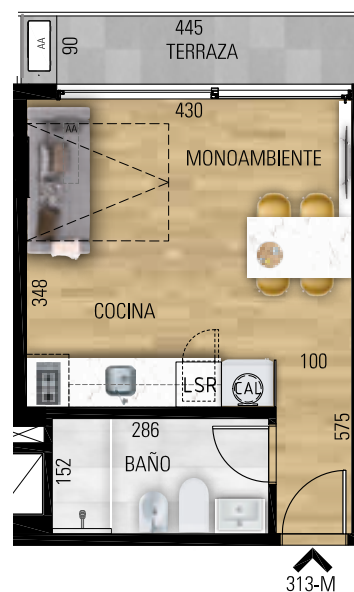 AA
90
445
TERRAZA
430
AA
MONOAMBIENTE
348
COCINA
100
LSR
CAL
575
286
152
BAÑO
313-M